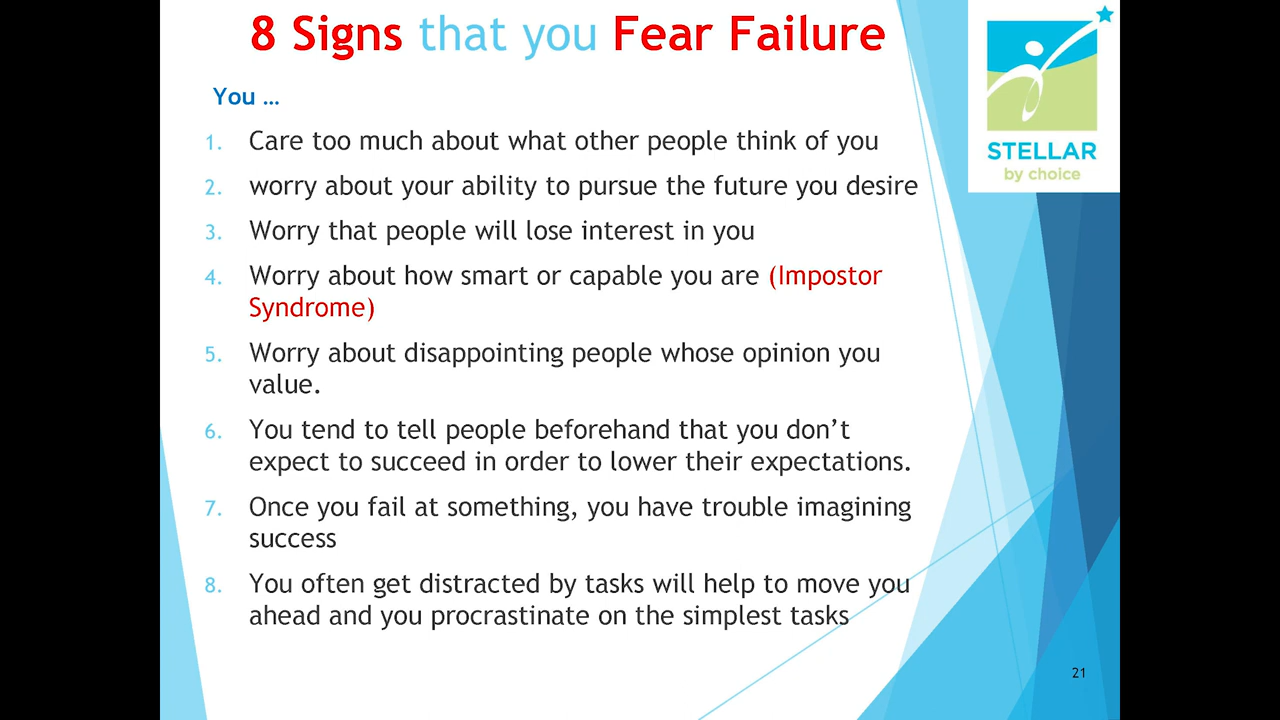 8 Signs that you Fear Failure
You ...
1. Care too much about what other people think of you
2. worry about your ability to pursue the future you desire
3. Worry that people will lose interest in you
4. Worry about how smart or capable you are (Impostor
Syndrome)
5. Worry about disappointing people whose opinion you
value.
6. You tend to tell people beforehand that you don’t
expect to succeed in order to lower their expectations.
7. Once you fail at something, you have trouble imagining
success
8. You often get distracted by tasks will help to move you
ahead and you procrastinate on the simplest tasks
STELLAR
by choice
21